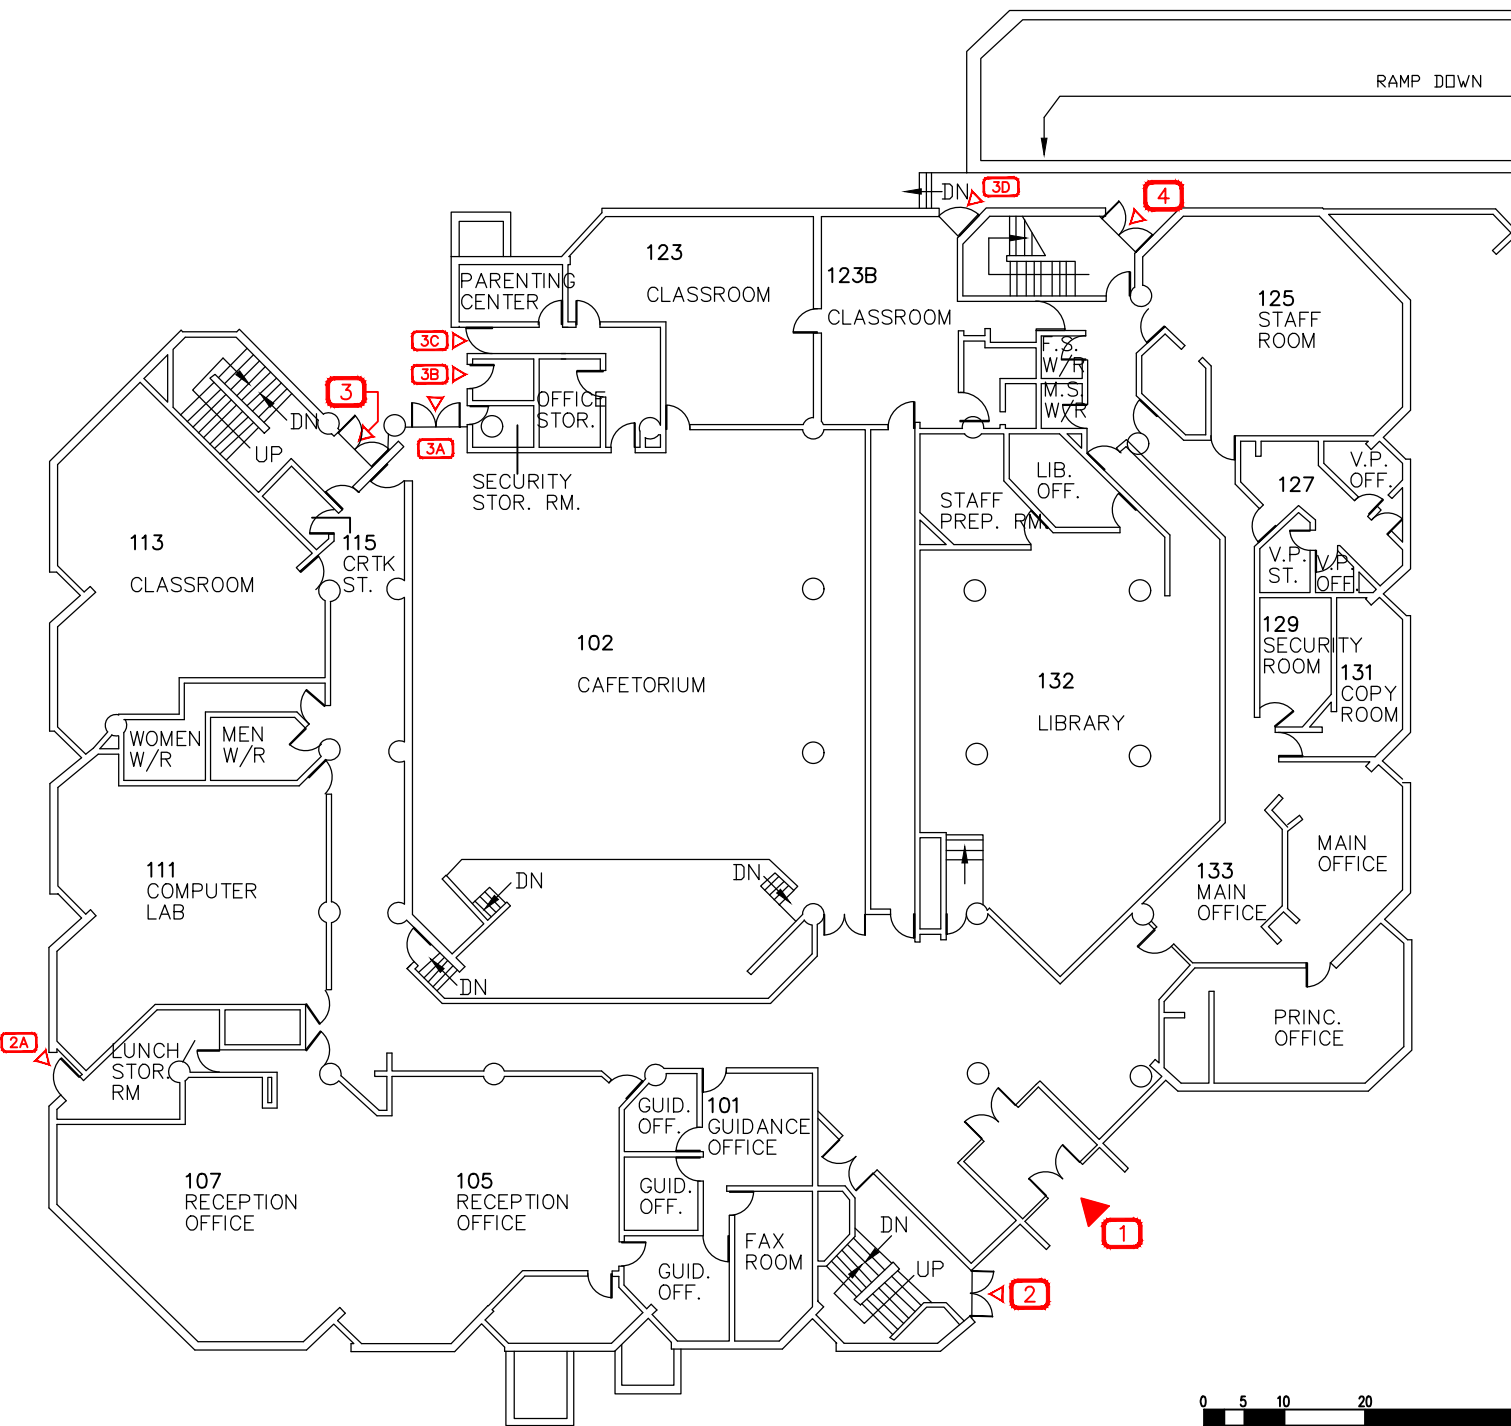 RAMP DOWN
DN
3D
4
123
CLASSROOM
123B
CLASSROOM
PARENTING
CENTER
125
STAFF
ROOM
3C
3B
3
3A
F.S.
W/R
M.S.
W/R
OFFICE
STOR.
DN
UP
SECURITY
STOR. RM.
LIB.
OFF.
STAFF
PREP. RM.
V.P.
OFF.
127
113
CLASSROOM
115
CRTK
ST.
V.P.
ST.
V.P.
OFF.
102
CAFETORIUM
129
SECURITY
ROOM
131
COPY
ROOM
132
LIBRARY
WOMEN
W/R
MEN
W/R
111
COMPUTER
LAB
DN
DN
DN
133
MAIN
OFFICE
MAIN
OFFICE
PRINC.
OFFICE
2A
LUNCH
STOR.
RM
GUID.
OFF.
101
GUIDANCE
OFFICE
107
RECEPTION
OFFICE
105
RECEPTION
OFFICE
GUID.
OFF.
GUID.
OFF.
FAX
ROOM
DN
UP
1
2
0 5 10 20